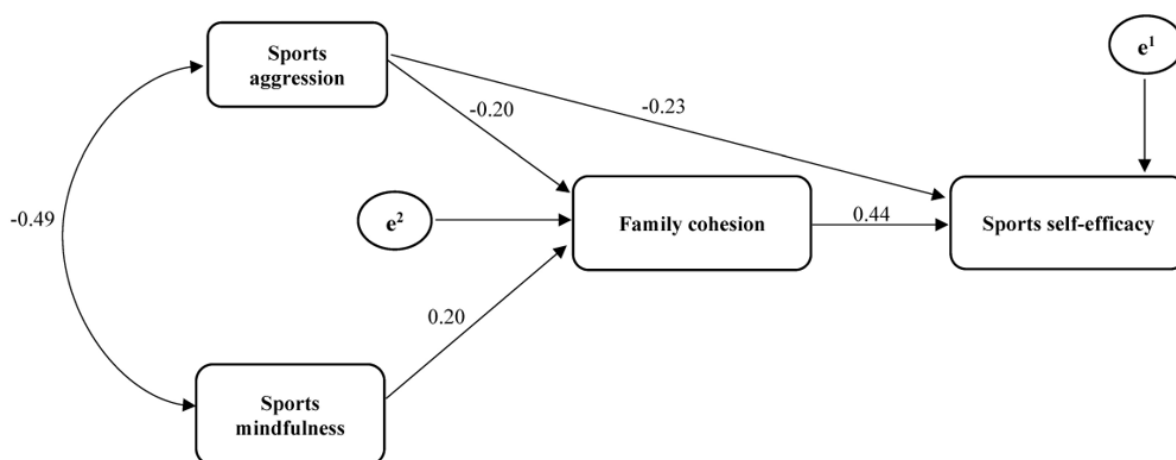 Sports
aggression
e¹
-0.20
-0.23
-0.49
e²
Family cohesion
0.44
Sports self-efficacy
0.20
Sports
mindfulness